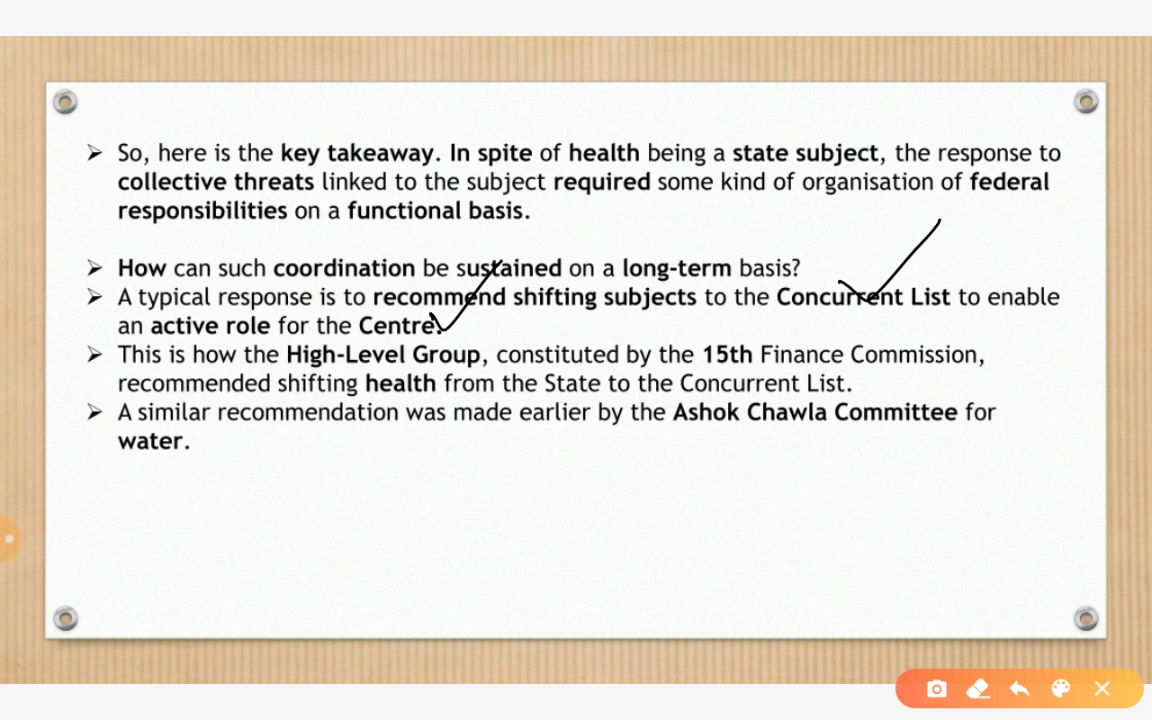 ➢ So, here is the key takeaway. In spite of health being a state subject, the response to
collective threats linked to the subject required some kind of organisation of federal
responsibilities on a functional basis.
➢ How can such coordination be sustained on a long-term basis?
➢ A typical response is to recommend shifting subjects to the Concurrent List to enable
an active role for the Centre.
➢ This is how the High-Level Group, constituted by the 15th Finance Commission,
recommended shifting health from the State to the Concurrent List.
➢ A similar recommendation was made earlier by the Ashok Chawla Committee for
water.